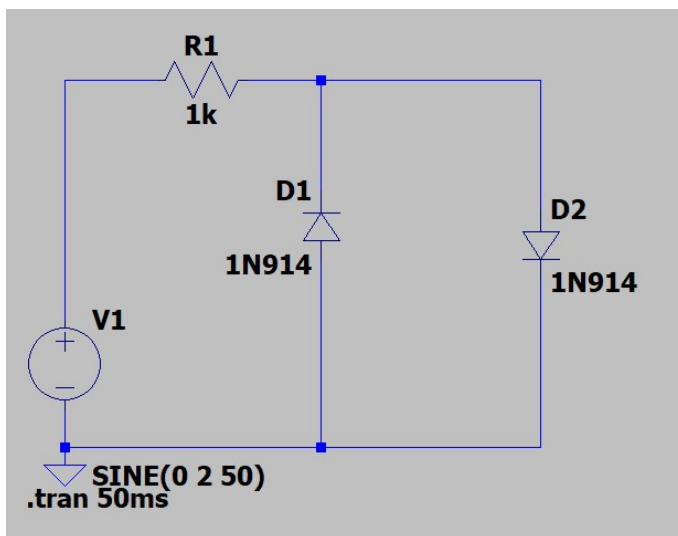 R1
1k
D1
1N914
D2
1N914
V1
+
−
SINE(0 2 50)
.tran 50ms